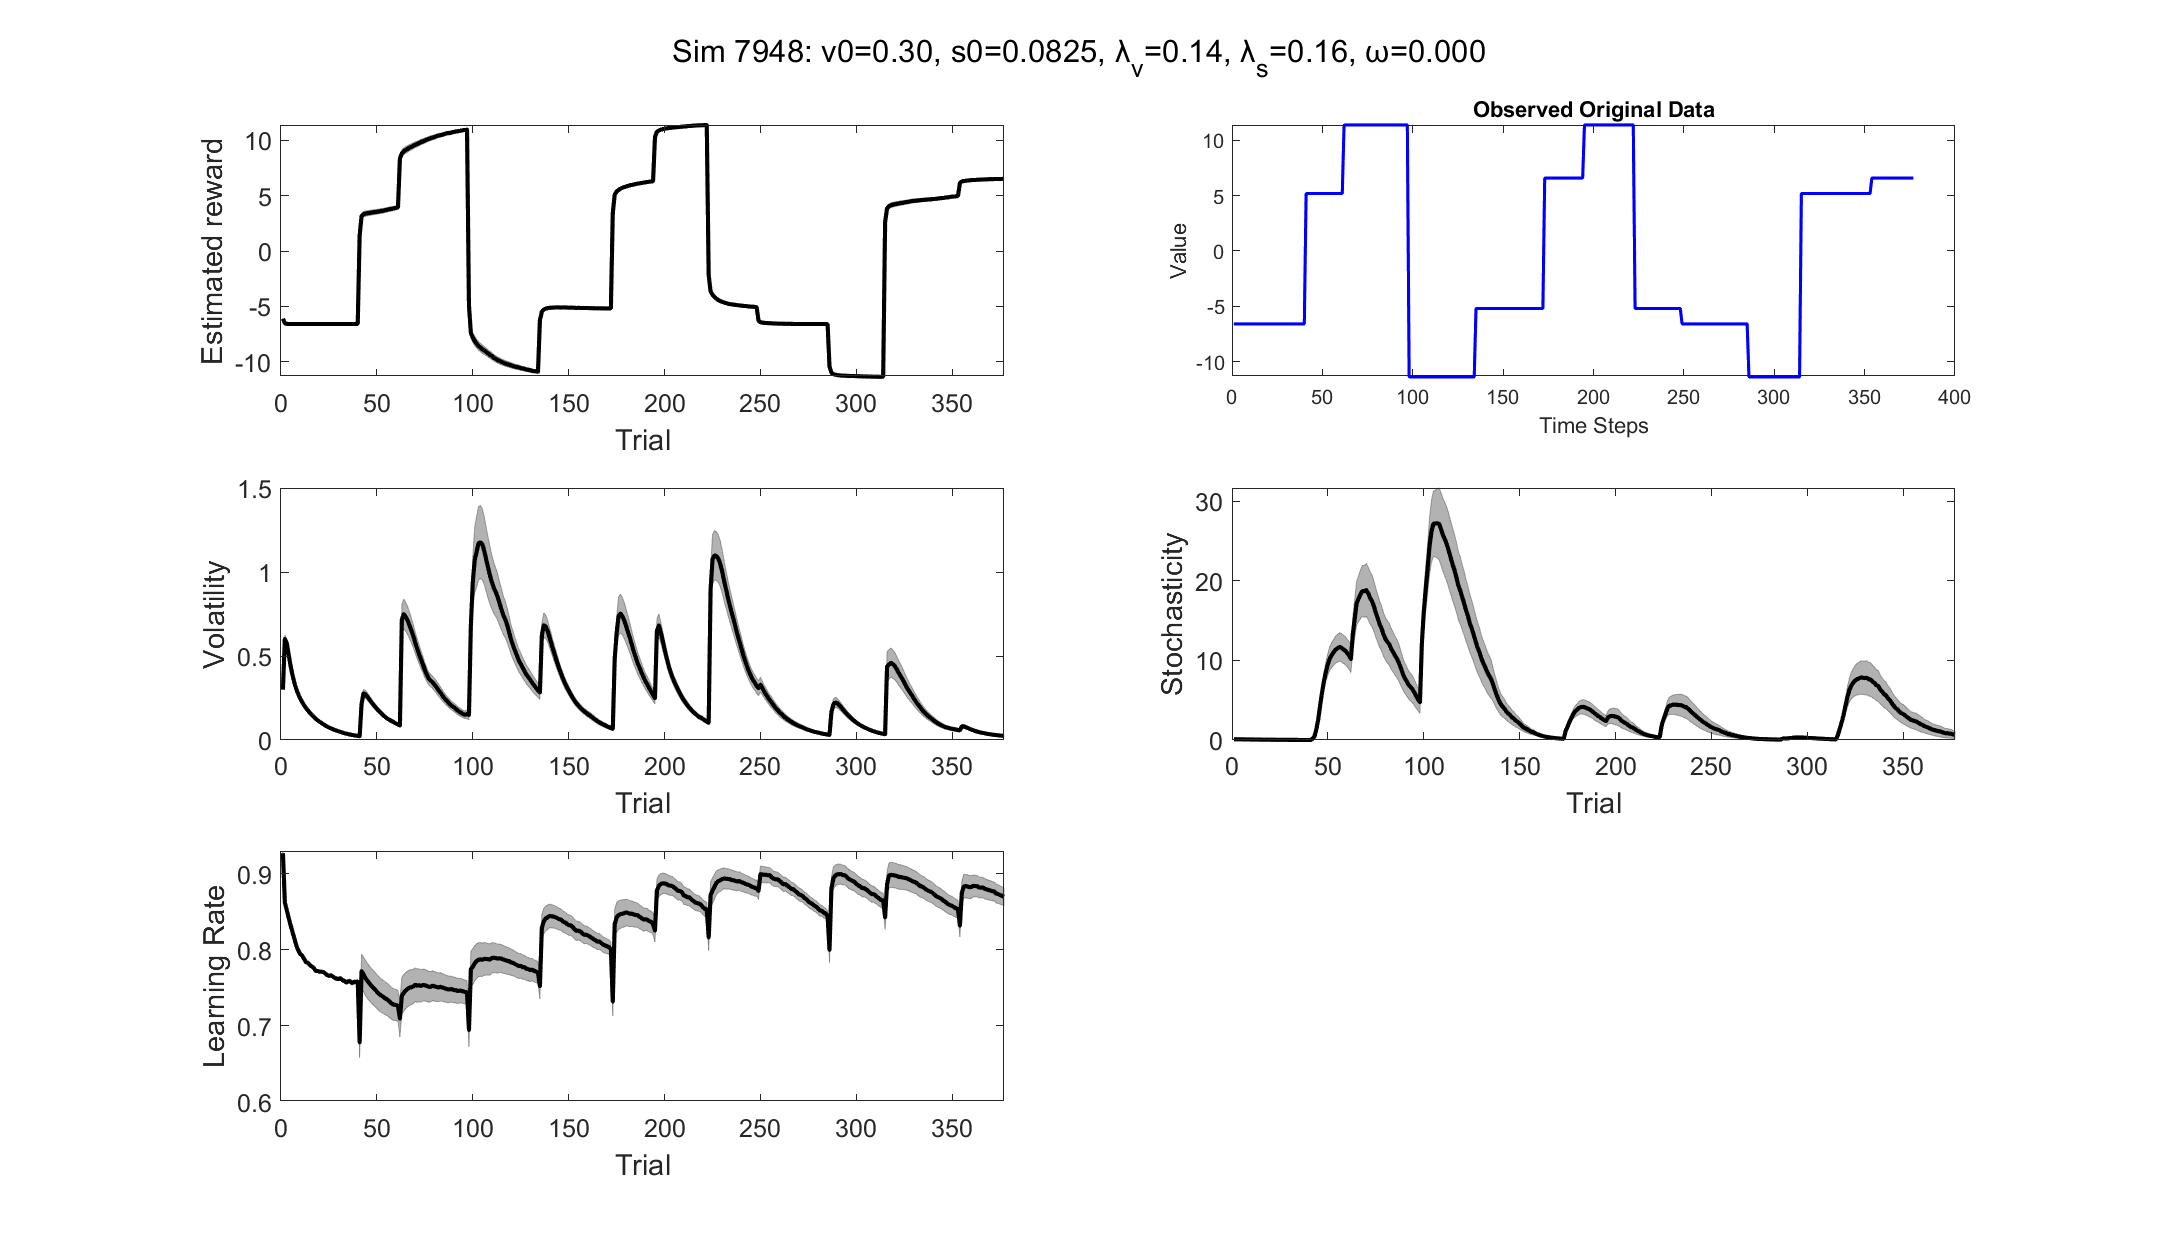 Sim 7948: v0=0.30, s0=0.0825, λ_v=0.14, λ_s=0.16, ω=0.000
Estimated reward
10
5
0
-5
-10
0 50 100 150 200 250 300 350
Trial
Observed Original Data
Value
10
5
0
-5
-10
0 50 100 150 200 250 300 350 400
Time Steps
Volatility
1.5
1
0.5
0
0 50 100 150 200 250 300 350
Trial
Stochasticity
30
20
10
0
0 50 100 150 200 250 300 350
Trial
Learning Rate
0.9
0.8
0.7
0.6
0 50 100 150 200 250 300 350
Trial